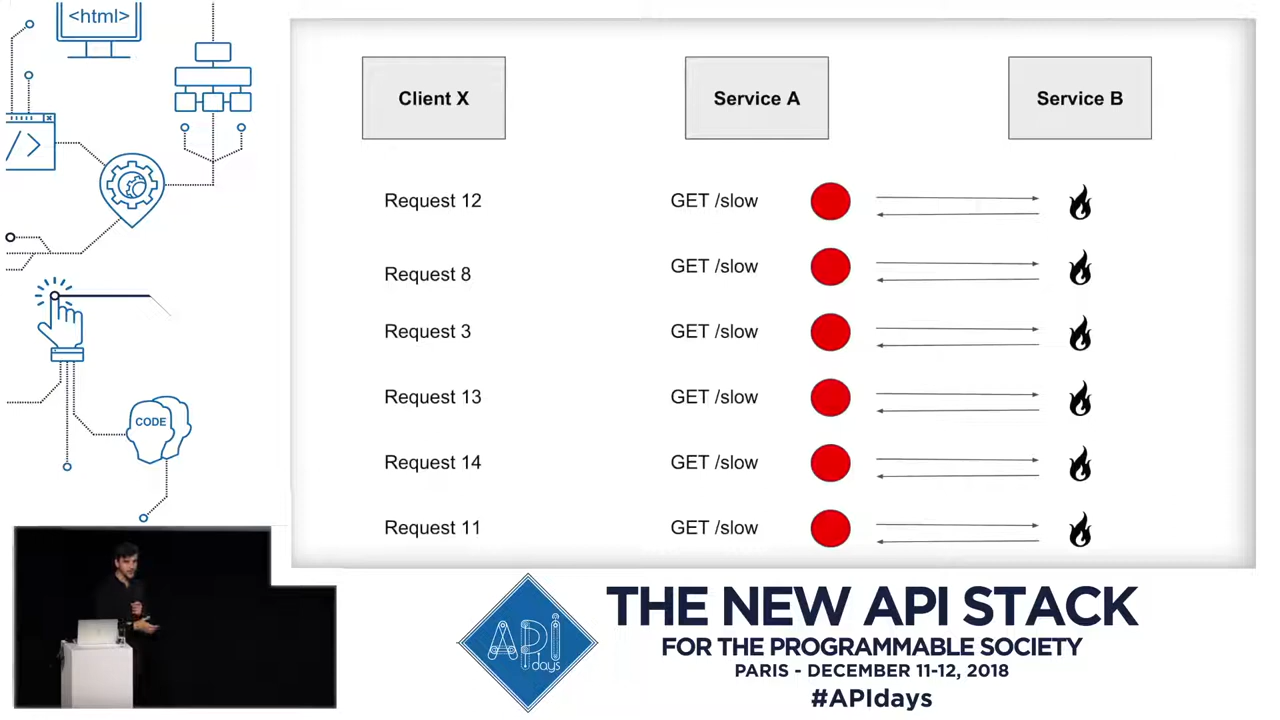 <html>
</>
CODE
Client X
Service A
Service B
Request 12
GET /slow
Request 8
GET /slow
Request 3
GET /slow
Request 13
GET /slow
Request 14
GET /slow
Request 11
GET /slow
API
days
THE NEW API STACK
FOR THE PROGRAMMABLE SOCIETY
PARIS - DECEMBER 11-12, 2018
#APIdays